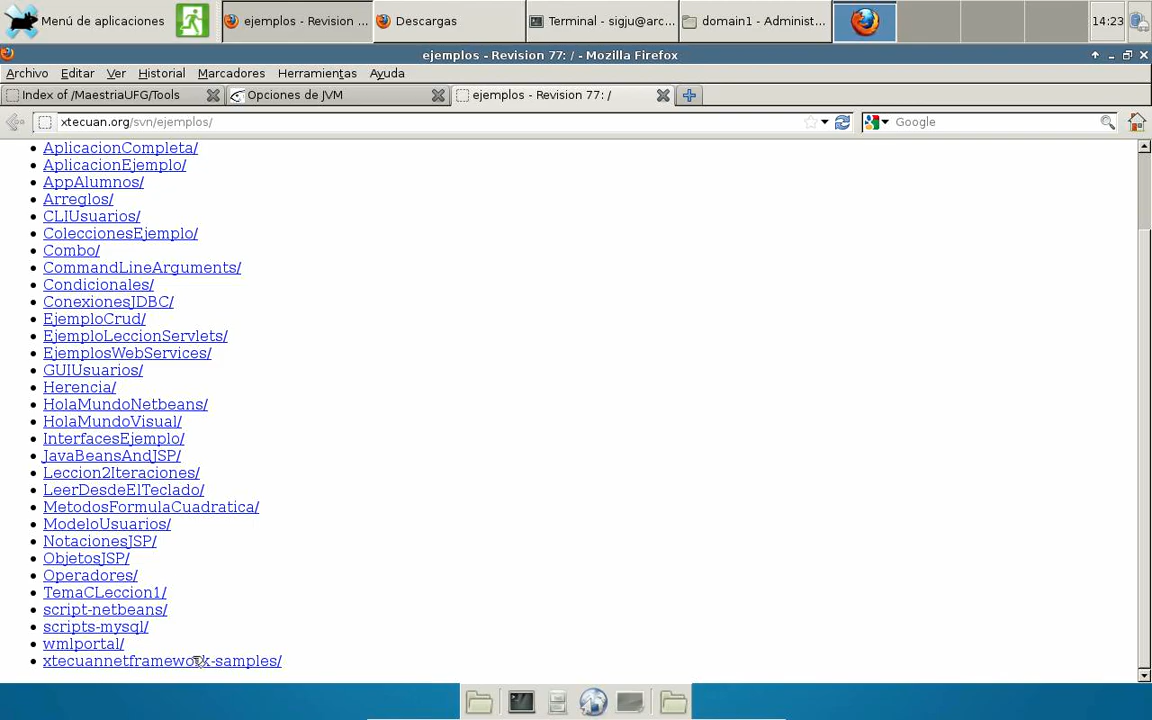 Menú de aplicaciones
ejemplos - Revision ...
Descargas
Terminal - sigju@arc...
domain1 - Administ...
14:23
ejemplos - Revision 77: / - Mozilla Firefox
Archivo Editar Ver Historial Marcadores Herramientas Ayuda
Index of /MaestriaUFG/Tools
Opciones de JVM
ejemplos - Revision 77: /
xtecuan.org/svn/ejemplos/
Google
AplicacionCompleta/
AplicacionEjemplo/
AppAlumnos/
Arreglos/
CLIUsuarios/
ColeccionesEjemplo/
Combo/
CommandLineArguments/
Condicionales/
ConexionesJDBC/
EjemploCrud/
EjemploLeccionServlets/
EjemplosWebServices/
GUIUsuarios/
Herencia/
HolaMundoNetbeans/
HolaMundoVisual/
InterfacesEjemplo/
JavaBeansAndJSP/
Leccion2Iteraciones/
LeerDesdeElTeclado/
MetodosFormulaCuadratica/
ModeloUsuarios/
NotacionesJSP/
ObjetosJSP/
Operadores/
TemaCLeccion1/
script-netbeans/
scripts-mysql/
wmlportal/
xtecuannetframework-samples/